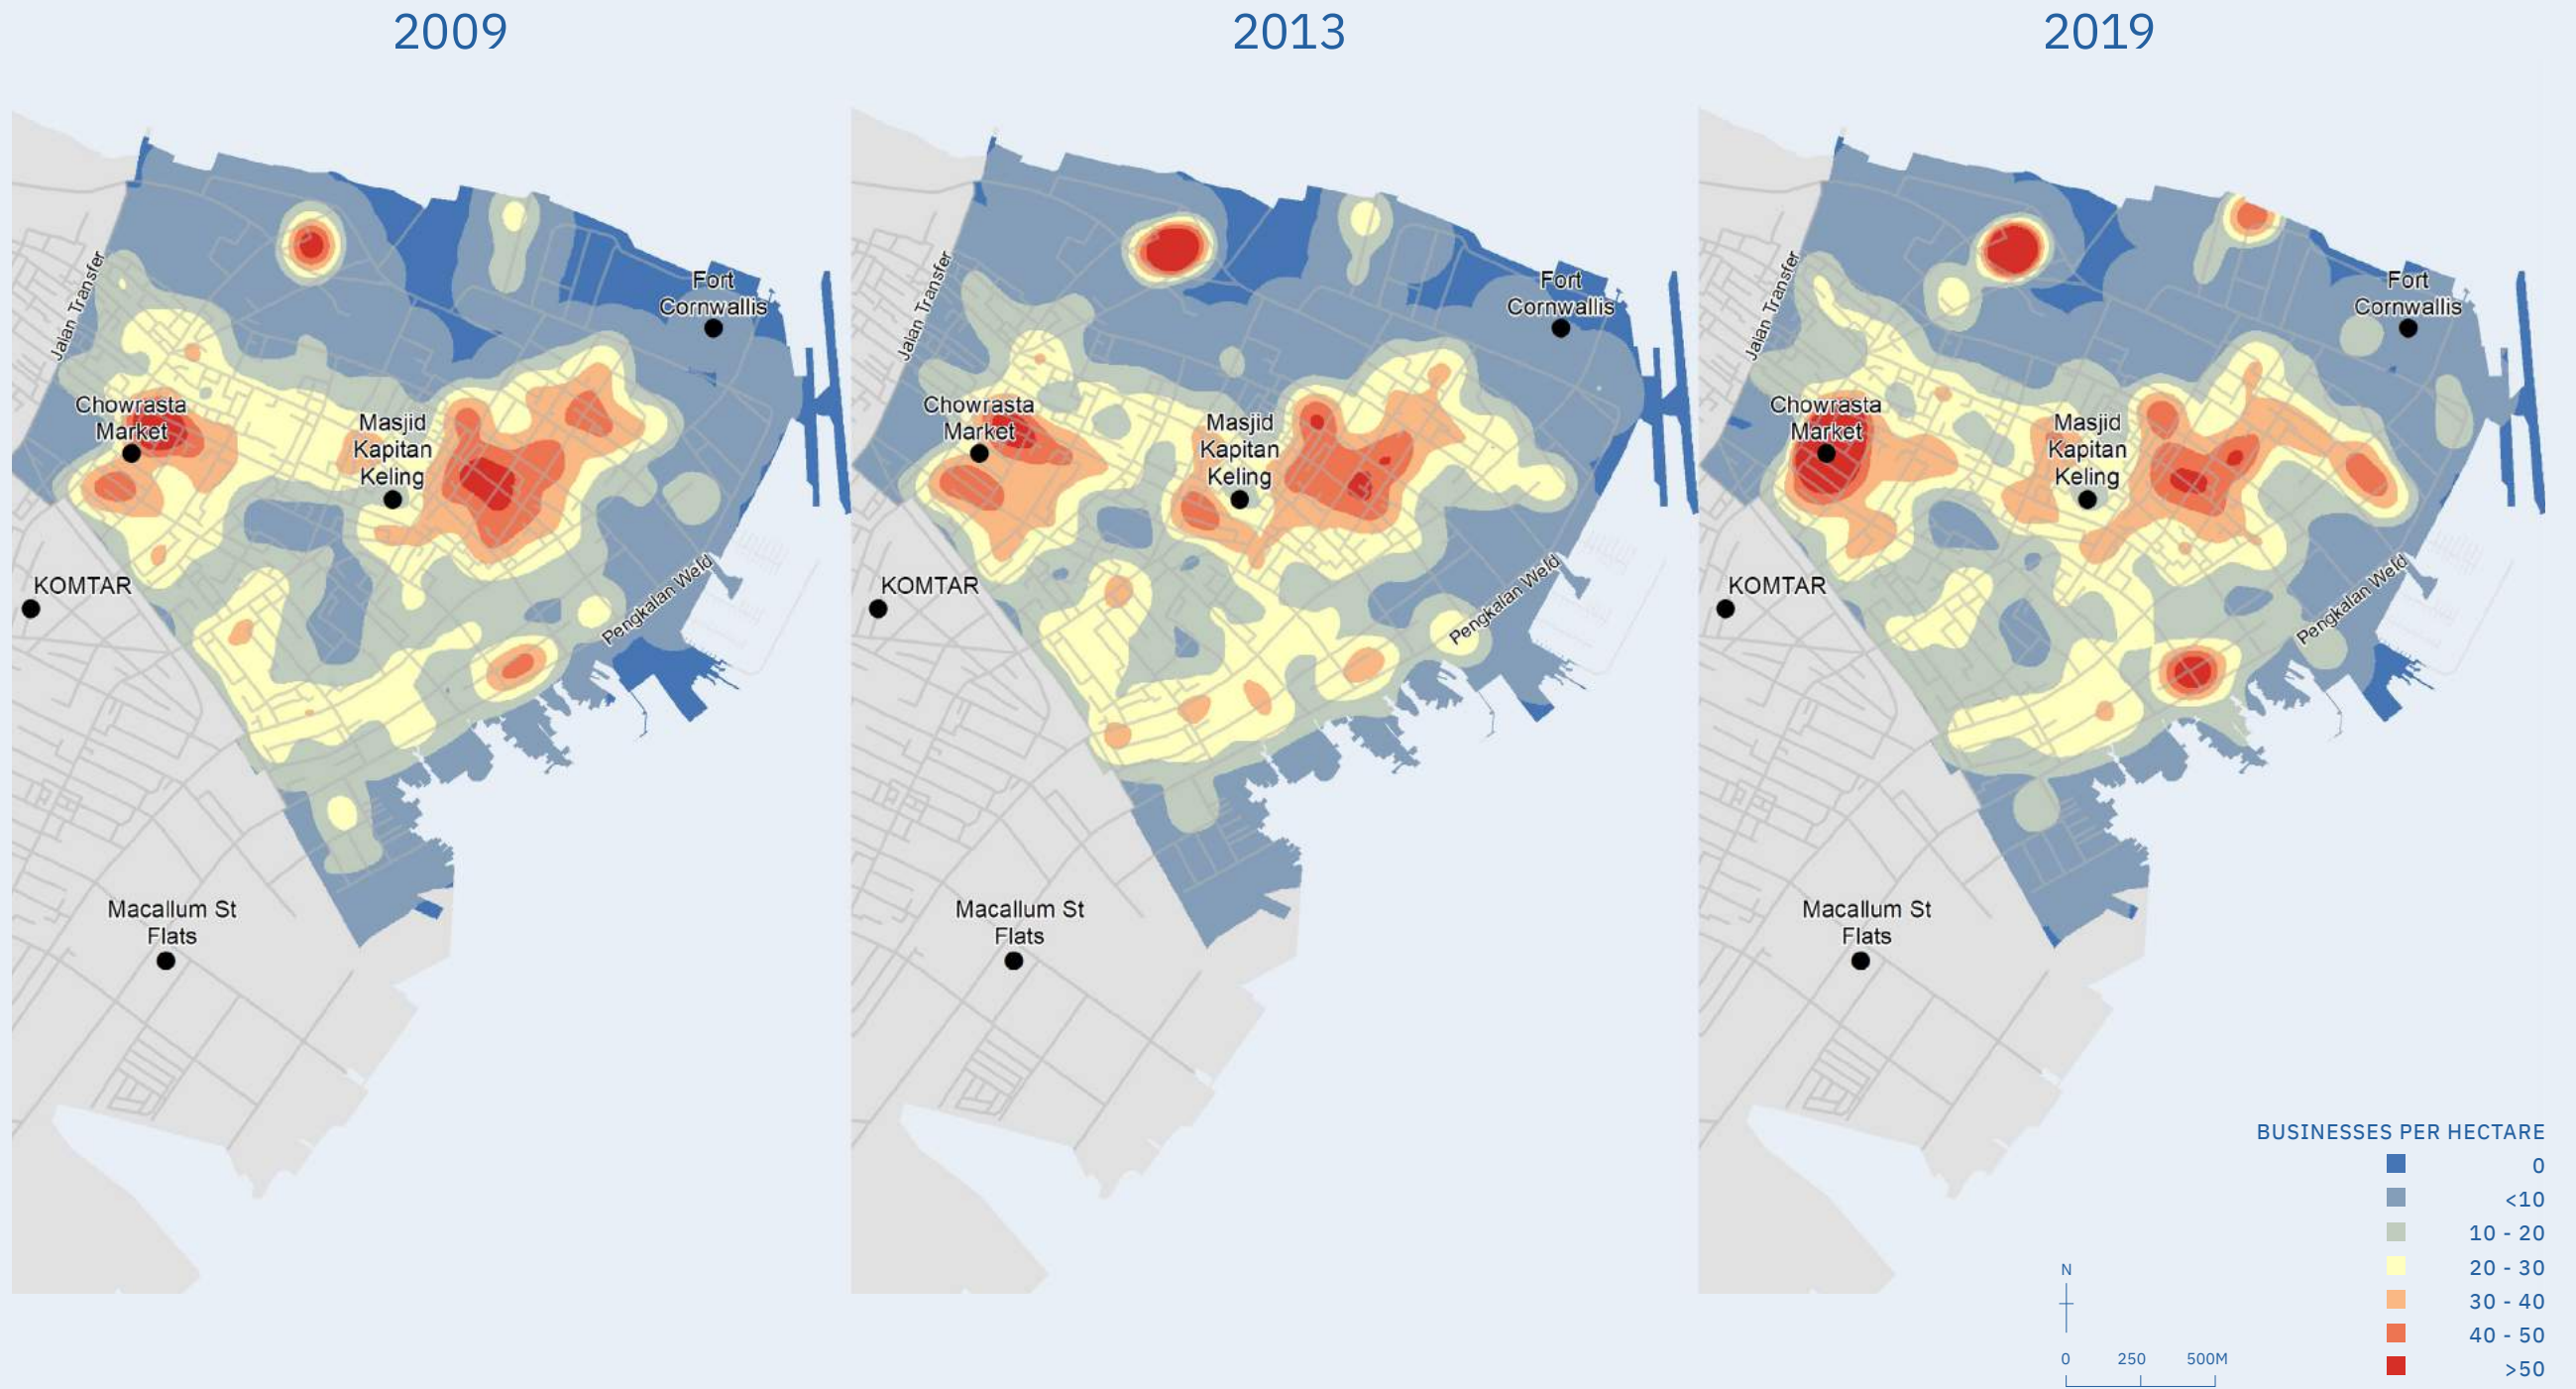 2009
2013
2019
Jalan Transfer
Fort
Cornwallis
Chowrasta
Market
Masjid
Kapitan
Keling
KOMTAR
Pengkalan Weld
Macallum St
Flats
Jalan Transfer
Fort
Cornwallis
Chowrasta
Market
Masjid
Kapitan
Keling
KOMTAR
Pengkalan Weld
Macallum St
Flats
Jalan Transfer
Fort
Cornwallis
Chowrasta
Market
Masjid
Kapitan
Keling
KOMTAR
Pengkalan Weld
Macallum St
Flats
BUSINESSES PER HECTARE
0
<10
10 - 20
20 - 30
30 - 40
40 - 50
>50
N
0 250 500M